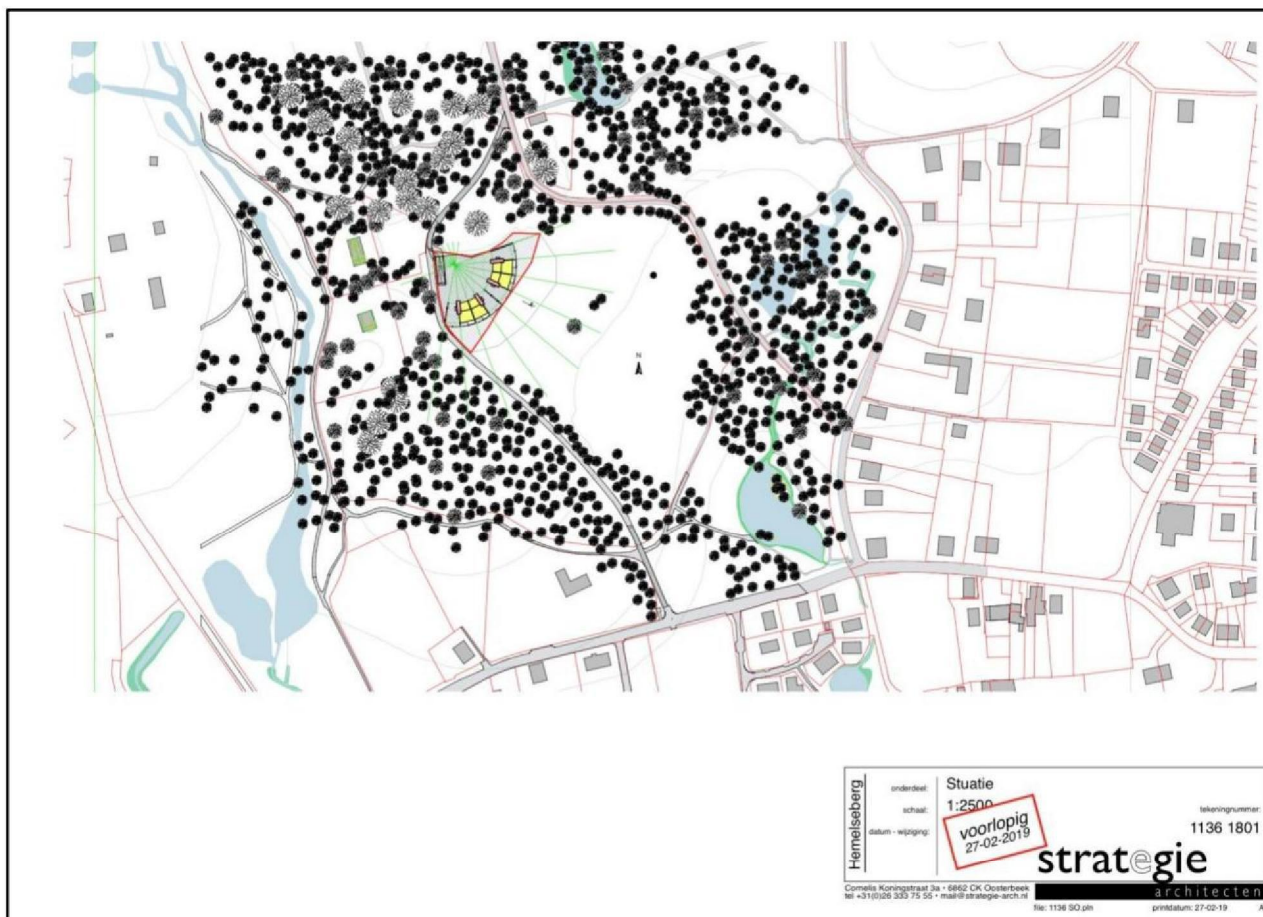 N
Hemelseberg
onderdeel: Stuatie
schaal: 1:2500
datum - wijziging:
voorlopig
27-02-2019
tekeningnummer:
1136 1801
strategie
architecten
Cornelis Koningstraat 3a • 6862 CK Oosterbeek
tel +31(0)26 333 75 55 • mail@strategie-arch.nl
file: 1136 SO.pln printdatum: 27-02-19 A